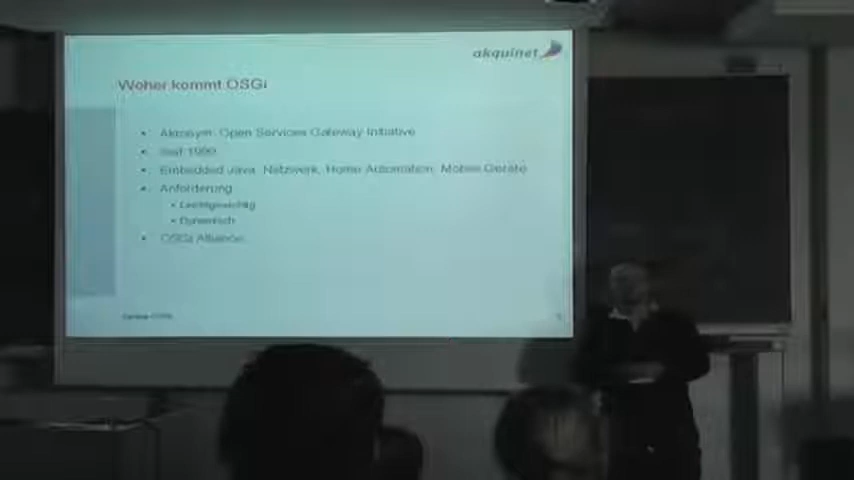 akquinet
Woher kommt OSGi
• Akronym: Open Services Gateway Initiative
• seit 1999
• Embedded Java, Netzwerk, Home Automation, Mobile Geräte
• Anforderung
• Leichtgewichtig
• Dynamisch
• OSGi Alliance